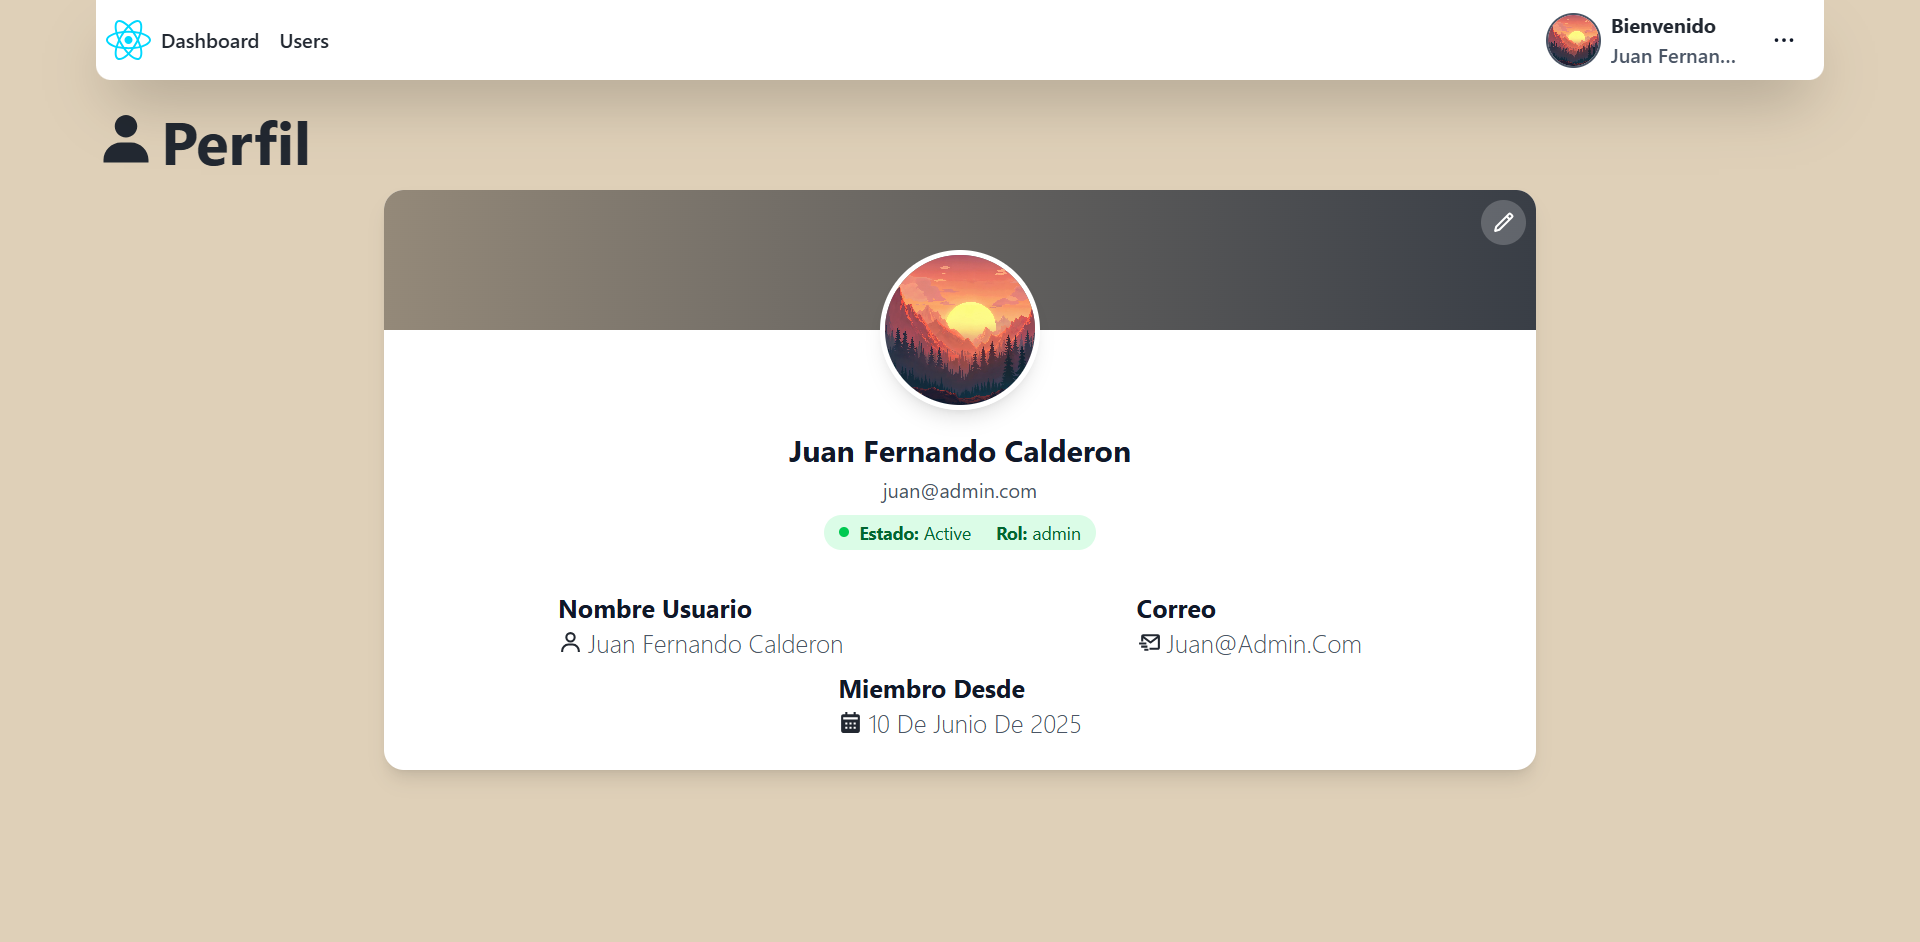 Dashboard Users
Bienvenido
Juan Fernan...
Perfil
Juan Fernando Calderon
juan@admin.com
Estado: Active Rol: admin
Nombre Usuario
Juan Fernando Calderon
Correo
Juan@Admin.Com
Miembro Desde
10 De Junio De 2025